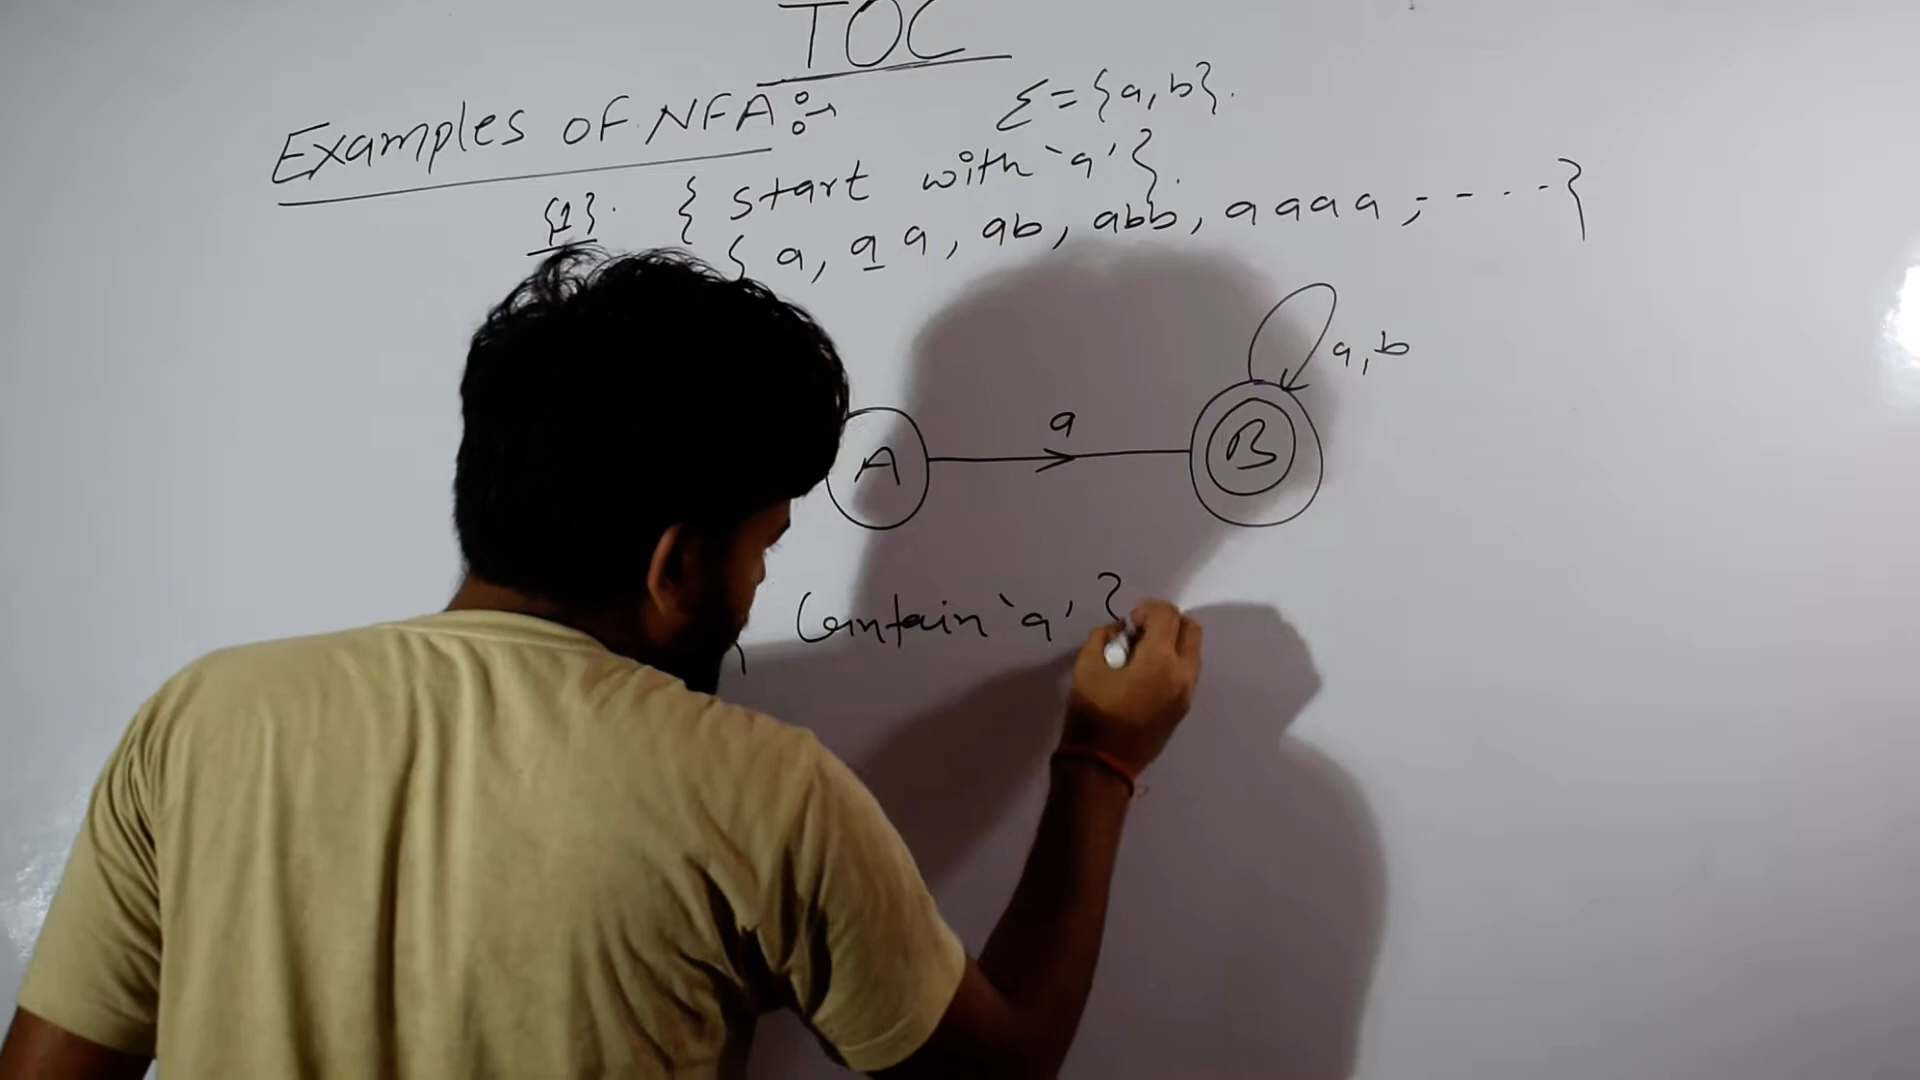 TOC
Examples of NFA:→
Σ={a,b}.
{1}. { start with 'a' }.
{ a, aa, ab, abb, aaaa, - - - - }
a,b
a
A
B
{ Contain 'a' }